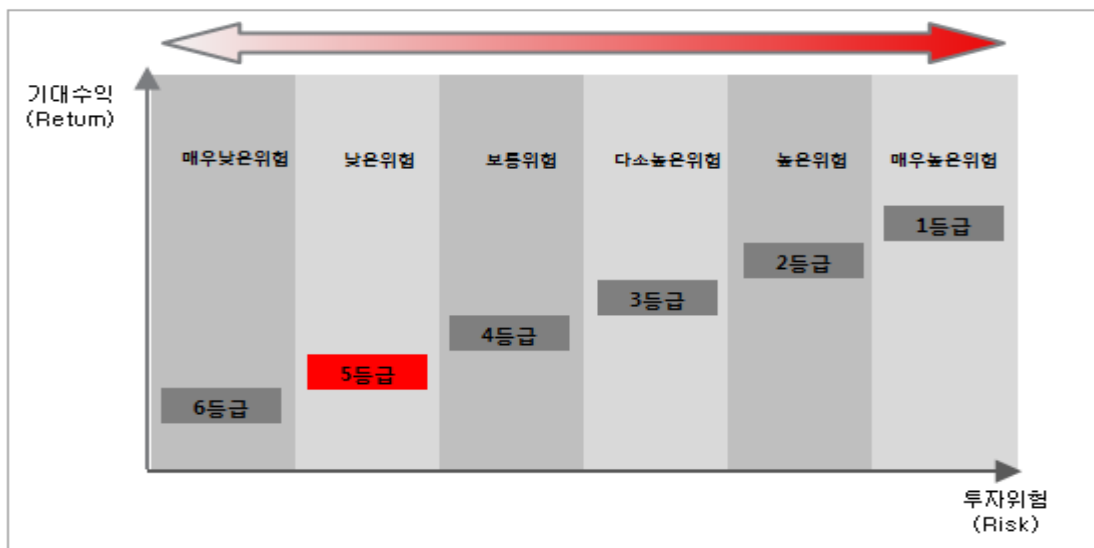 기대수익
(Retum)
매우낮은위험
낮은위험
보통위험
다소높은위험
높은위험
매우높은위험
1등급
2등급
3등급
4등급
5등급
6등급
투자위험
(Risk)